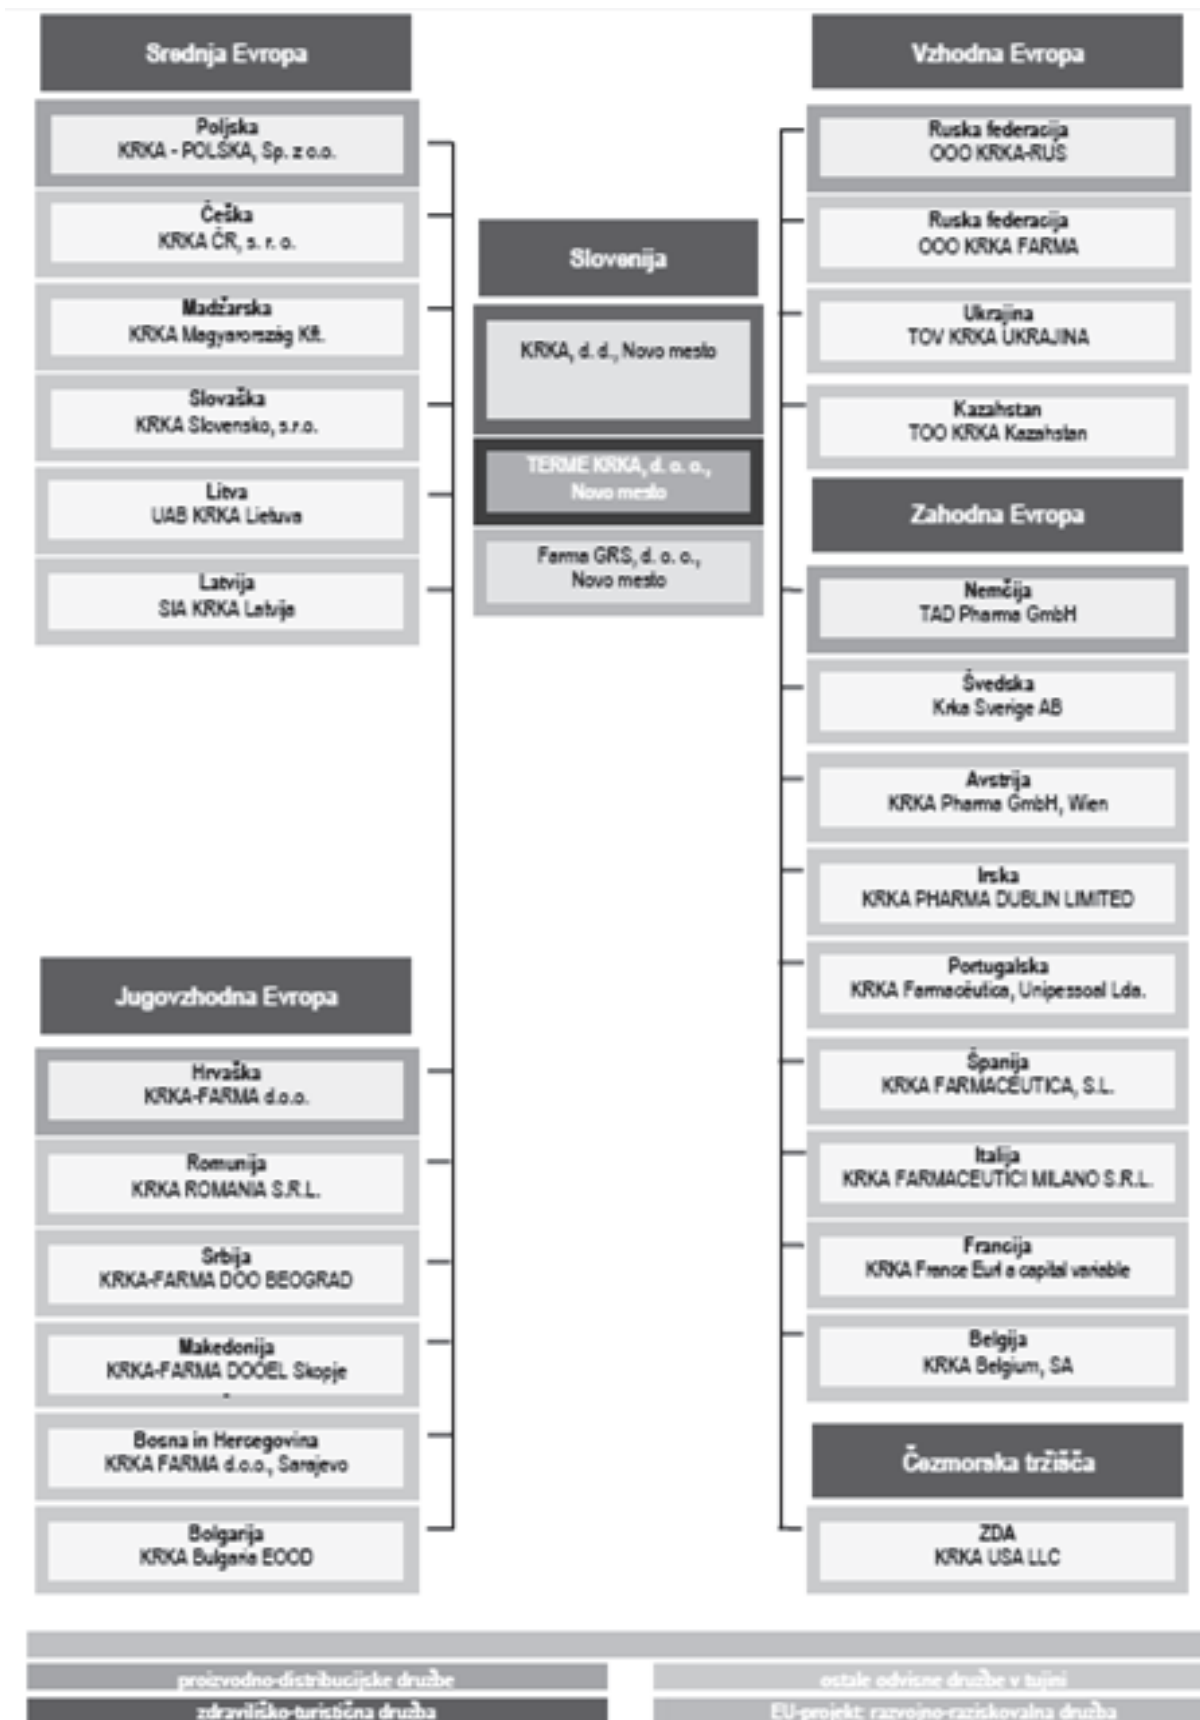 Srednja Evropa
Poljska
KRKA - POLSKA, Sp. z o.o.
Češka
KRKA ČR, s. r. o.
Madžarska
KRKA Magyarország Kft.
Slovaška
KRKA Slovensko, s.r.o.
Litva
UAB KRKA Lietuva
Latvija
SIA KRKA Latvija
Jugovzhodna Evropa
Hrvaška
KRKA-FARMA d.o.o.
Romunija
KRKA ROMANIA S.R.L.
Srbija
KRKA-FARMA DOO BEOGRAD
Makedonija
KRKA-FARMA DOOEL Skopje
-
Bosna in Hercegovina
KRKA FARMA d.o.o., Sarajevo
Bolgarija
KRKA Bulgaria EOOD
Slovenija
KRKA, d. d., Novo mesto
TERME KRKA, d. o. o.,
Novo mesto
Farma GRS, d. o. o.,
Novo mesto
Vzhodna Evropa
Ruska federacija
OOO KRKA-RUS
Ruska federacija
OOO KRKA FARMA
Ukrajina
TOV KRKA UKRAJINA
Kazahstan
TOO KRKA Kazahstan
Zahodna Evropa
Nemčija
TAD Pharma GmbH
Švedska
Krka Sverige AB
Avstrija
KRKA Pharma GmbH, Wien
Irska
KRKA PHARMA DUBLIN LIMITED
Portugalska
KRKA Farmacêutica, Unipessoal Lda.
Španija
KRKA FARMACÉUTICA, S.L.
Italija
KRKA FARMACEUTICI MILANO S.R.L.
Francija
KRKA France Eurl a capital variable
Belgija
KRKA Belgium, SA
Čezmorska tržišča
ZDA
KRKA USA LLC
proizvodno-distribucijske družbe
ostale odvisne družbe v tujini
zdraviliško-turistična družba
EU-projekt: razvojno-raziskovalna družba